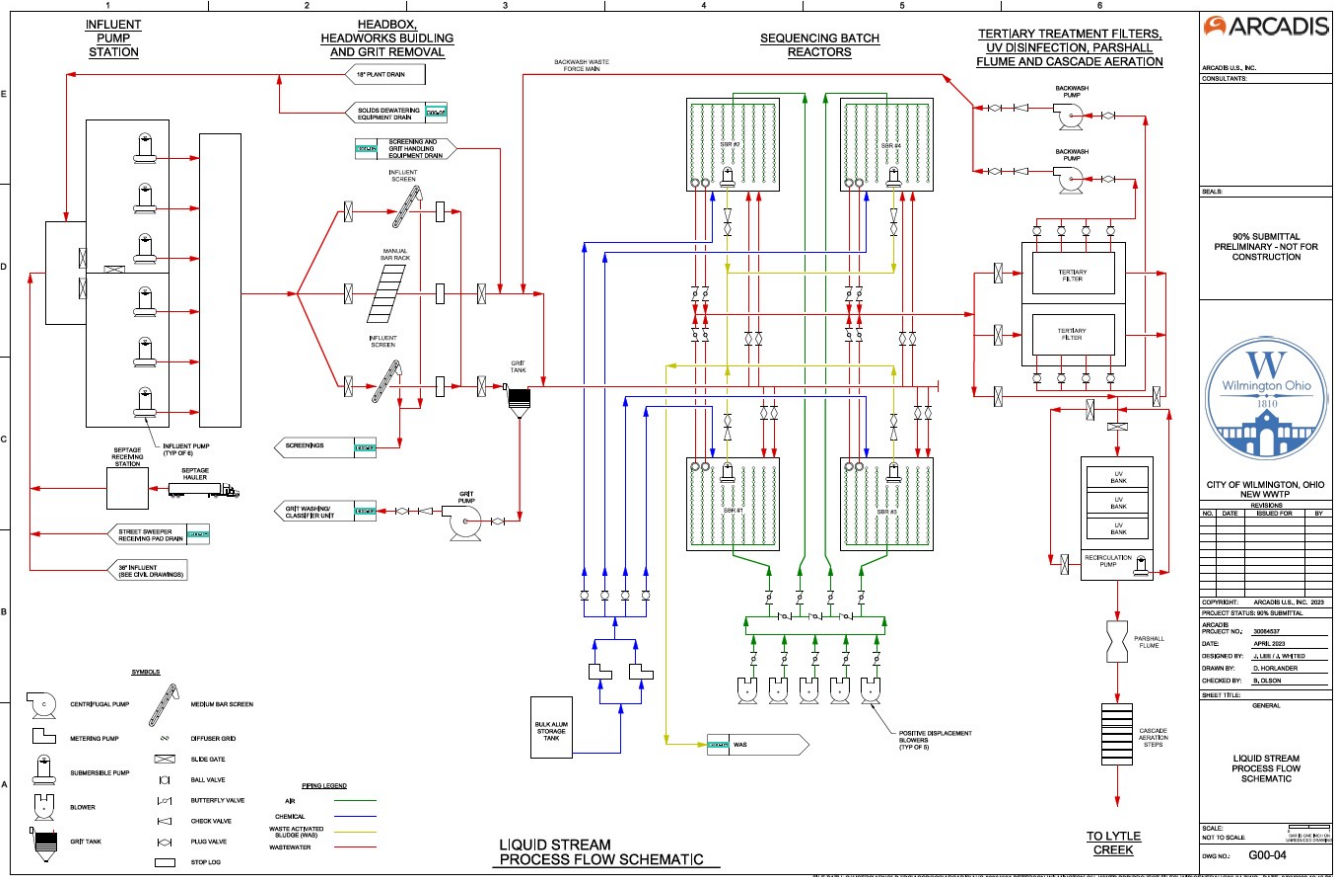 1
2
3
4
5
6
E
D
C
B
A
INFLUENT
PUMP
STATION
HEADBOX,
HEADWORKS BUIDLING
AND GRIT REMOVAL
SEQUENCING BATCH
REACTORS
TERTIARY TREATMENT FILTERS,
UV DISINFECTION, PARSHALL
FLUME AND CASCADE AERATION
18" PLANT DRAIN
SOLIDS DEWATERING
EQUIPMENT DRAIN
SCREENING AND
GRIT HANDLING
EQUIPMENT DRAIN
BACKWASH WASTE
FORCE MAIN
INFLUENT
SCREEN
MANUAL
BAR RACK
INFLUENT
SCREEN
GRIT
TANK
SCREENINGS
GRIT WASHING/
CLASSIFIER UNIT
GRIT
PUMP
INFLUENT PUMP
(TYP OF 6)
SEPTAGE
RECEIVING
STATION
SEPTAGE
HAULER
STREET SWEEPER
RECEIVING PAD DRAIN
36" INFLUENT
(SEE CIVIL DRAWINGS)
SBR #2
SBR #4
SBR #1
SBR #3
BACKWASH
PUMP
BACKWASH
PUMP
TERTIARY
FILTER
TERTIARY
FILTER
UV
BANK
UV
BANK
UV
BANK
RECIRCULATION
PUMP
PARSHALL
FLUME
CASCADE
AERATION
STEPS
TO LYTLE
CREEK
BULK ALUM
STORAGE
TANK
WAS
POSITIVE DISPLACEMENT
BLOWERS
(TYP OF 5)
SYMBOLS
C
CENTRIFUGAL PUMP
METERING PUMP
SUBMERSIBLE PUMP
BLOWER
GRIT TANK
MEDIUM BAR SCREEN
DIFFUSER GRID
SLIDE GATE
BALL VALVE
BUTTERFLY VALVE
CHECK VALVE
PLUG VALVE
STOP LOG
PIPING LEGEND
AIR
CHEMICAL
WASTE ACTIVATED
SLUDGE (WAS)
WASTEWATER
LIQUID STREAM
PROCESS FLOW SCHEMATIC
ARCADIS
ARCADIS U.S., INC.
CONSULTANTS:
SEALS:
90% SUBMITTAL
PRELIMINARY - NOT FOR
CONSTRUCTION
W
Wilmington Ohio
1810
CITY OF WILMINGTON, OHIO
NEW WWTP
REVISIONS
NO. DATE ISSUED FOR BY
COPYRIGHT: ARCADIS U.S., INC. 2023
PROJECT STATUS: 90% SUBMITTAL
ARCADIS
PROJECT NO.: 30084537
DATE: APRIL 2023
DESIGNED BY: J. LEE / J. WHITED
DRAWN BY: D. HORLANDER
CHECKED BY: B. OLSON
SHEET TITLE:
GENERAL
LIQUID STREAM
PROCESS FLOW
SCHEMATIC
SCALE:
NOT TO SCALE
DWG NO.: G00-04